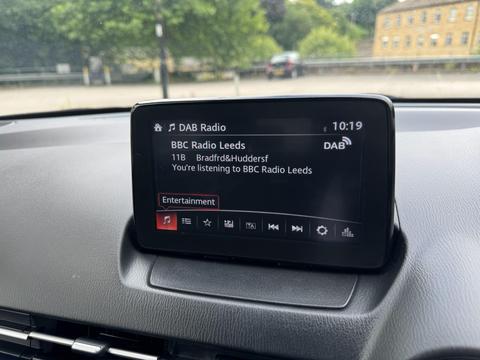 DAB Radio 10:19
BBC Radio Leeds DAB
11B Bradfrd&Huddersf
You're listening to BBC Radio Leeds
Entertainment
TA